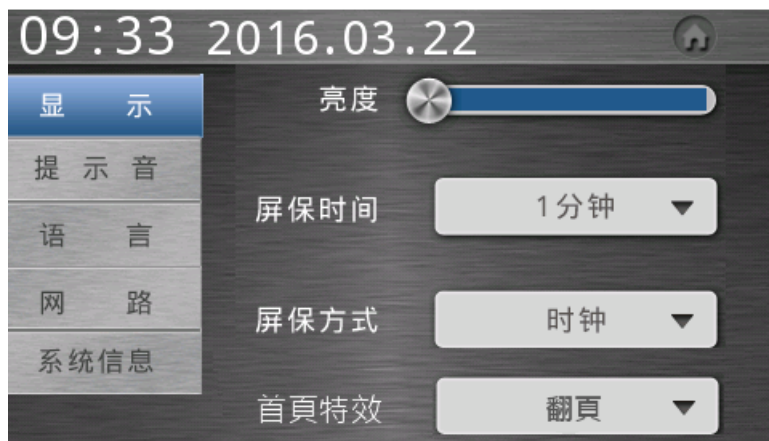 09:33 2016.03.22
显 示
提 示 音
语 言
网 路
系统信息
亮度
屏保时间 1分钟
屏保方式 时钟
首頁特效 翻頁